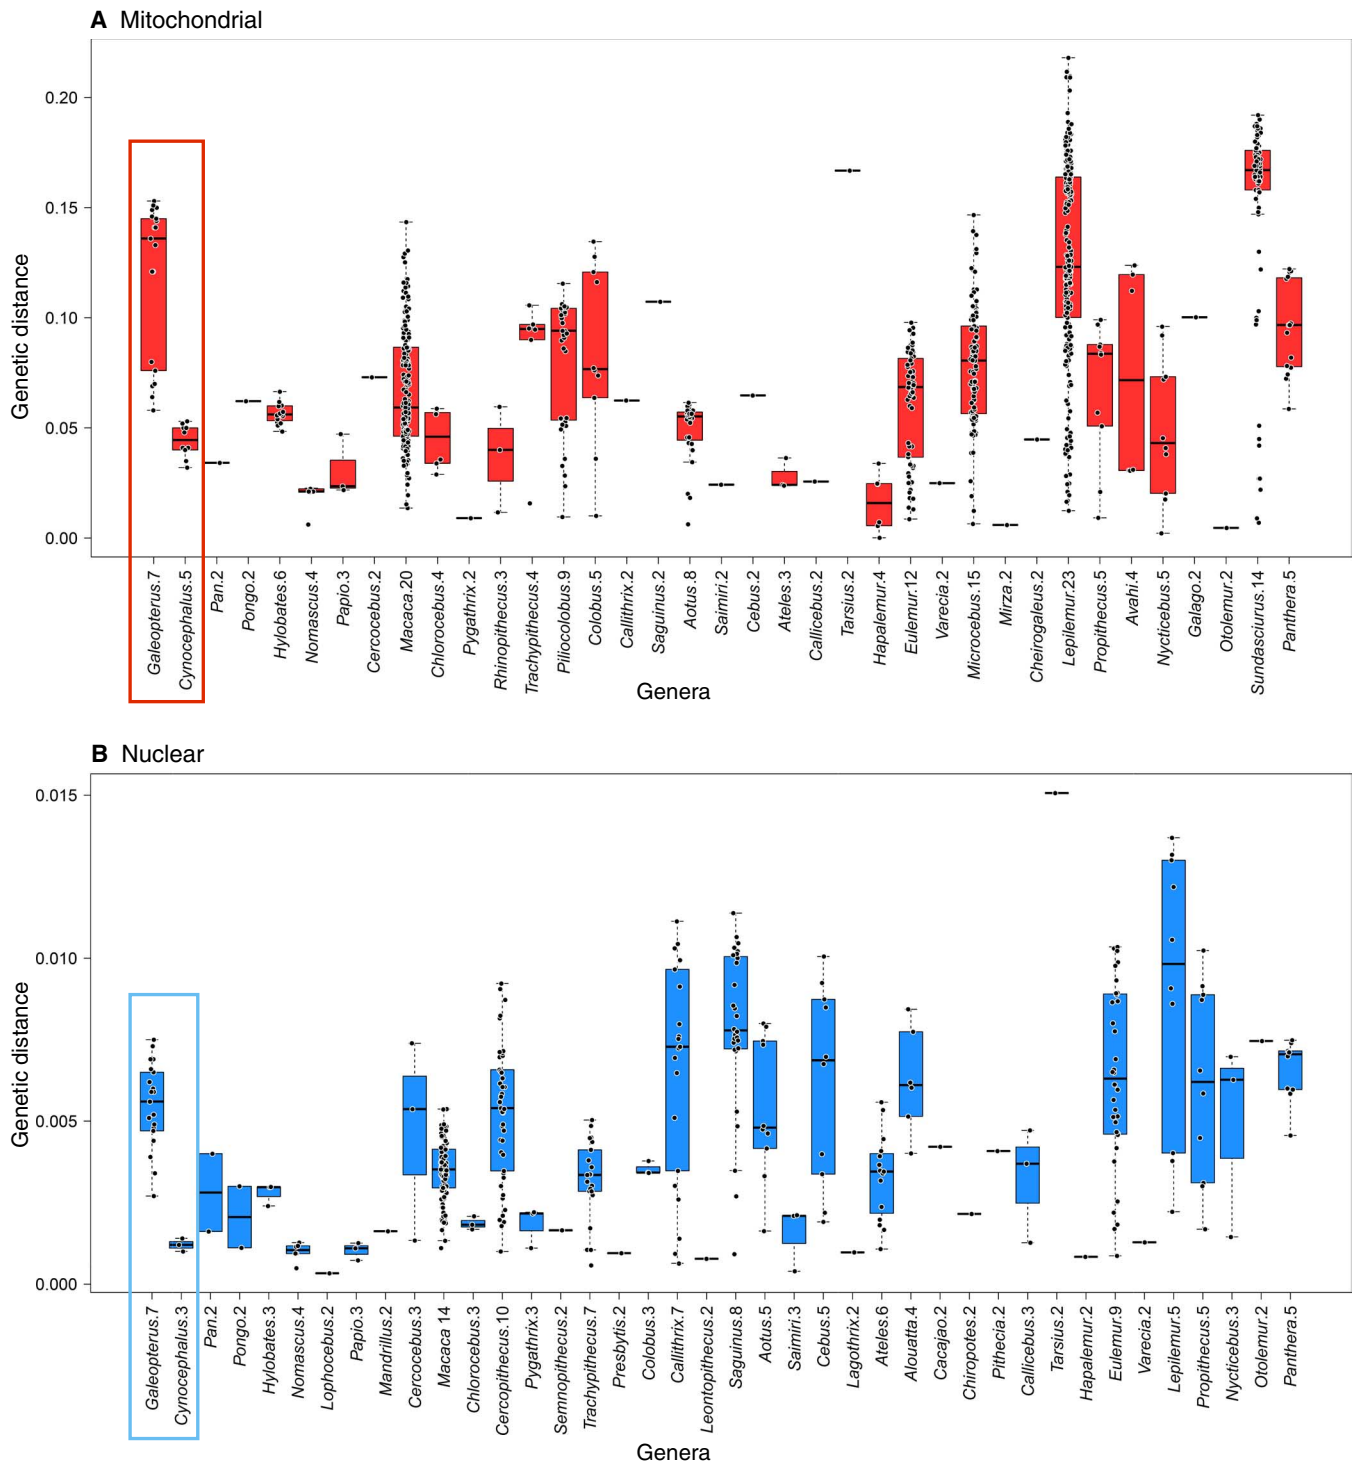 A Mitochondrial
0.20
0.15
0.10
0.05
0.00
Genetic distance
Galeopterus.7
Cynocephalus.5
Pan.2
Pongo.2
Hylobates.6
Nomascus.4
Papio.3
Cercocebus.2
Macaca.20
Chlorocebus.4
Pygathrix.2
Rhinopithecus.3
Trachypithecus.4
Piliocolobus.9
Colobus.5
Callithrix.2
Saguinus.2
Aotus.8
Saimiri.2
Cebus.2
Ateles.3
Callicebus.2
Tarsius.2
Hapalemur.4
Eulemur.12
Varecia.2
Microcebus.15
Mirza.2
Cheirogaleus.2
Lepilemur.23
Propithecus.5
Avahi.4
Nycticebus.5
Galago.2
Otolemur.2
Sundasciurus.14
Panthera.5
Genera
B Nuclear
0.015
0.010
0.005
0.000
Genetic distance
Galeopterus.7
Cynocephalus.3
Pan.2
Pongo.2
Hylobates.3
Nomascus.4
Lophocebus.2
Papio.3
Mandrillus.2
Cercocebus.3
Macaca 14
Chlorocebus.3
Cercopithecus.10
Pygathrix.3
Semnopithecus.2
Trachypithecus.7
Presbytis.2
Colobus.3
Callithrix.7
Leontopithecus.2
Saguinus.8
Aotus.5
Saimiri.3
Cebus.5
Lagothrix.2
Ateles.6
Alouatta.4
Cacajao.2
Chiropotes.2
Pithecia.2
Callicebus.3
Tarsius.2
Hapalemur.2
Eulemur.9
Varecia.2
Lepilemur.5
Propithecus.5
Nycticebus.3
Otolemur.2
Panthera.5
Genera